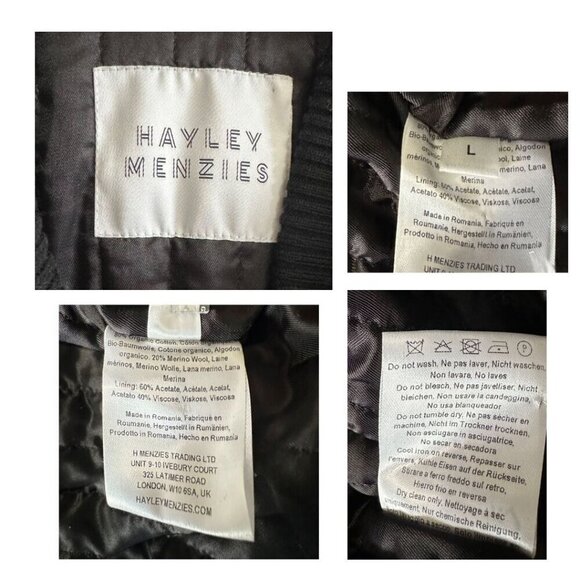 HAYLEY
MENZIES
L
Algodon
Merina
Lining: 60% Acetate, Acétate, Acetat,
Acetato 40% Viscose, Viskosa, Viscosa
Made in Romania, Fabriqué en
Roumanie, Hergestellt in Rumänien,
Prodotto in Romania, Hecho en Rumania
H MENZIES TRADING LTD
organic Cotton,
Bio-Baumwolle, Cotone organico, Algodon
organico. 20% Merino Wool, Laine
mérinos, Merino Wolle, Lana merino, Lana
Merina
Lining: 60% Acetate, Acétate, Acetat,
Acetato 40% Viscose, Viskosa, Viscosa
Made in Romania, Fabriqué en
Roumanie, Hergestellt in Rumänien,
Prodotto in Romania, Hecho en Rumania
H MENZIES TRADING LTD
UNIT 9-10 IVEBURY COURT
325 LATIMER ROAD
LONDON, W10 6SA, UK
HAYLEYMENZIES.COM
Do not wash, Ne pas laver, Nicht waschen,
Non lavare, No laves
Do not bleach, Ne pas javelliser, Nicht
bleichen, Non usare la candeggina,
No usa blanqueador
Do not tumble dry, Ne pas sécher en
machine, Nicht im Trockner trocknen,
Non asciugare in asciugatrice,
No secar en secadora
Cool iron on reverse, Repasser sur
l'envers, Kühle Eisen auf der Rückseite,
Stirare a ferro freddo sul retro,
Hierro frio en reversa
Dry clean only, Nettoyage à sec
uniquement, Nur chemische Reinigung,